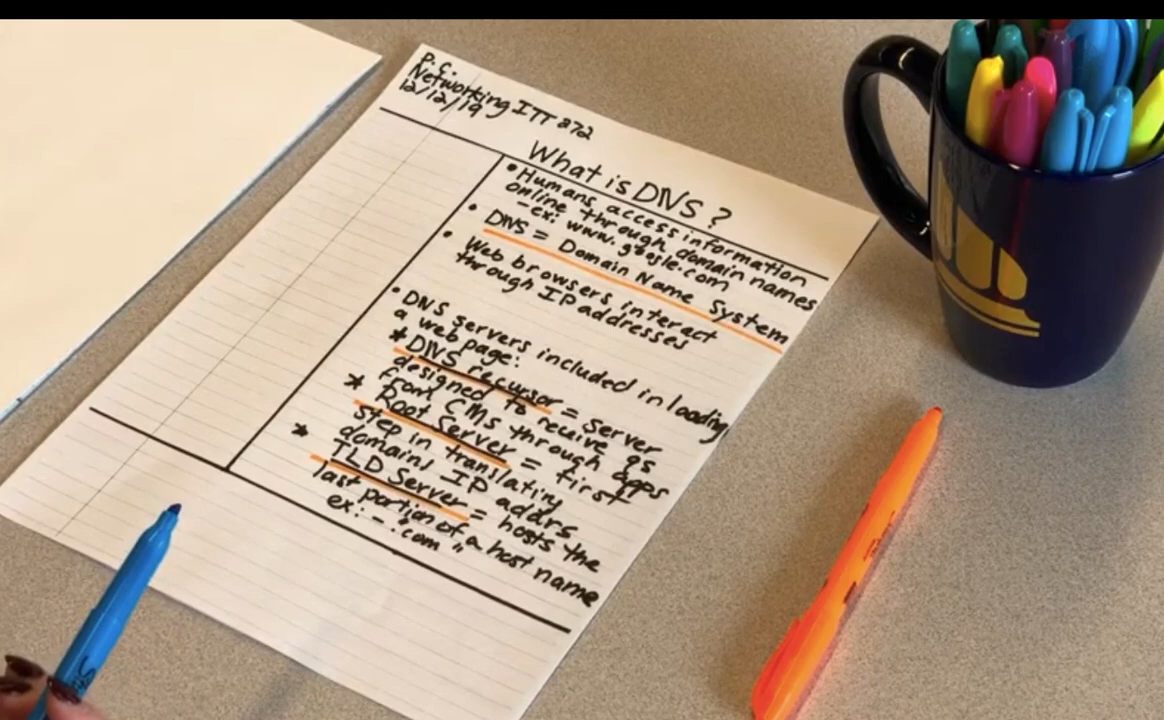 P.C.
Networking ITT 272
12/12/19
What is DNS?
• Humans access information
online through domain names
- ex: www.google.com
• DNS = Domain Name System
• Web browsers interact
through IP addresses
• DNS servers included in loading
a webpage:
* DNS recursor = server
designed to receive qs
from CMs through apps
* Root Server = first
step in translating
domains IP addrs
* TLD Server = hosts the
last portion of a host name
ex: - ".com"